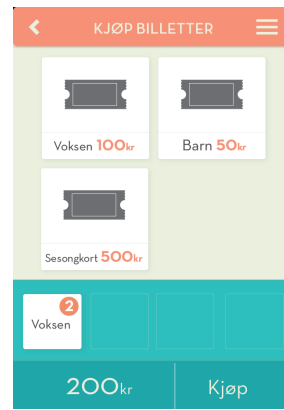 KJØP BILLETTER
Voksen 100kr
Barn 50kr
Sesongkort 500kr
2
Voksen
200kr
Kjøp